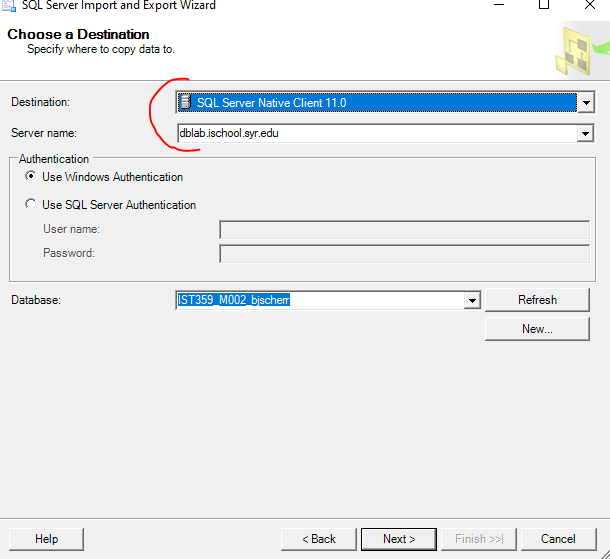 SQL Server Import and Export Wizard
Choose a Destination
Specify where to copy data to.
Destination: SQL Server Native Client 11.0
Server name: dblab.ischool.syr.edu
Authentication
Use Windows Authentication
Use SQL Server Authentication
User name:
Password:
Database: IST359_M002_bjscherr Refresh
New...
Help < Back Next > Finish >>| Cancel